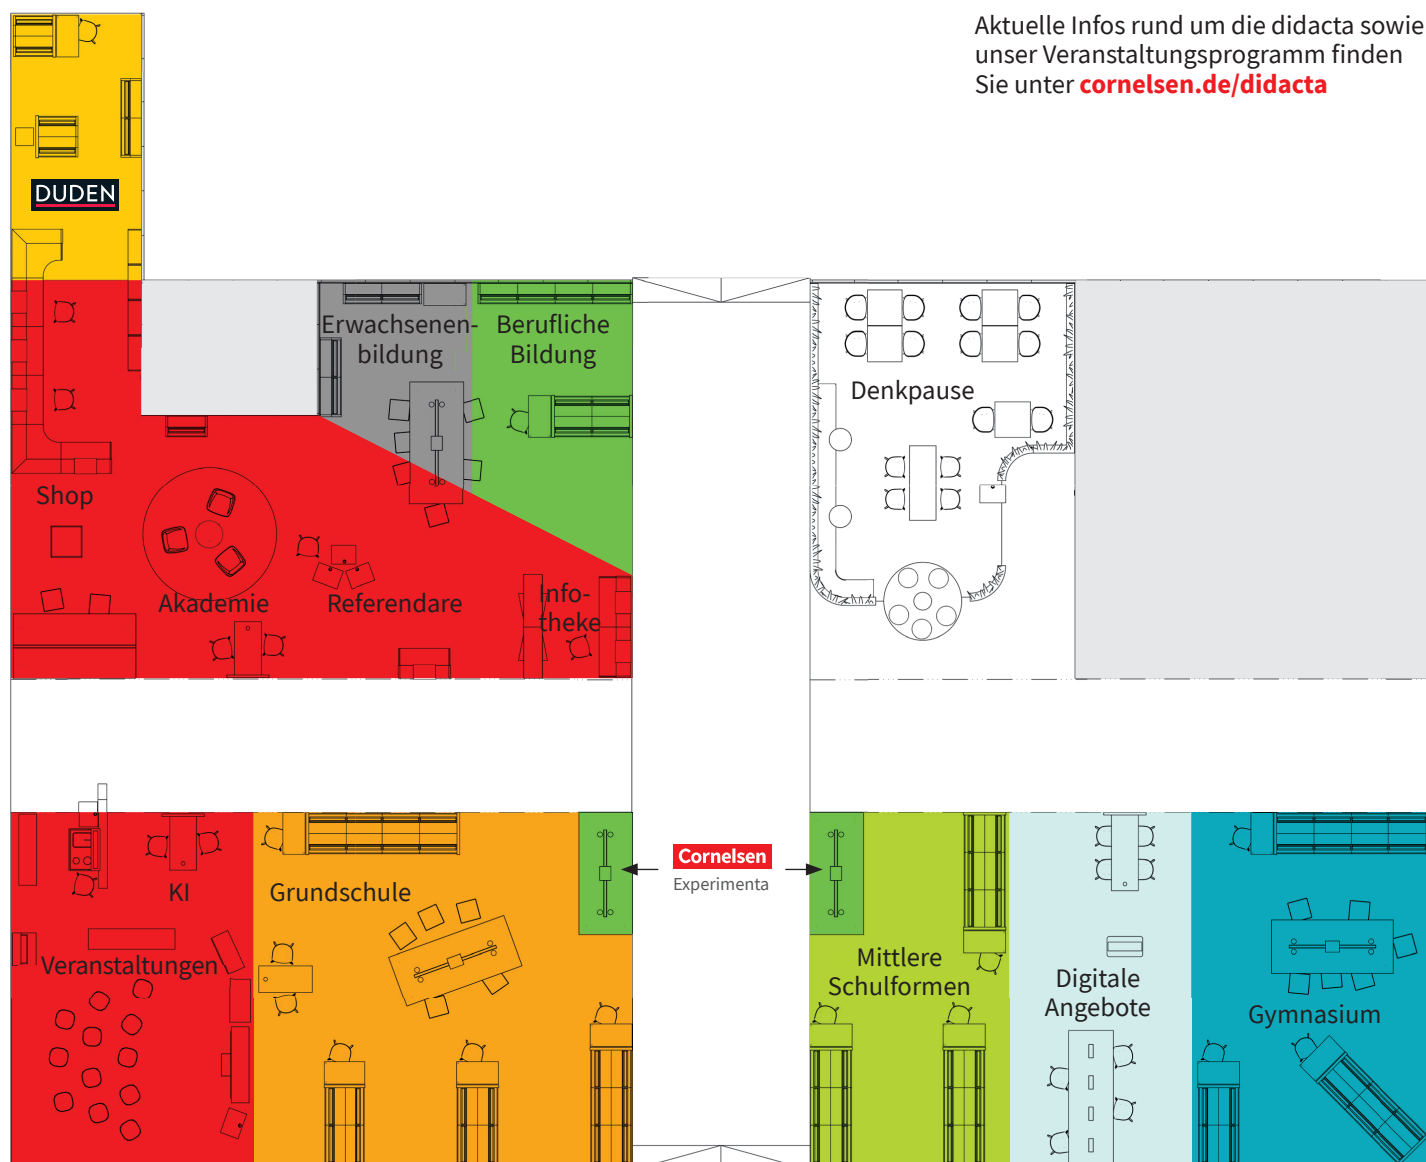 Aktuelle Infos rund um die didacta sowie
unser Veranstaltungsprogramm finden
Sie unter cornelsen.de/didacta
DUDEN
Erwachsenen-
bildung
Berufliche
Bildung
Denkpause
Shop
Akademie
Referendare
Info-
theke
Cornelsen
Experimenta
KI
Grundschule
Veranstaltungen
Mittlere
Schulformen
Digitale
Angebote
Gymnasium